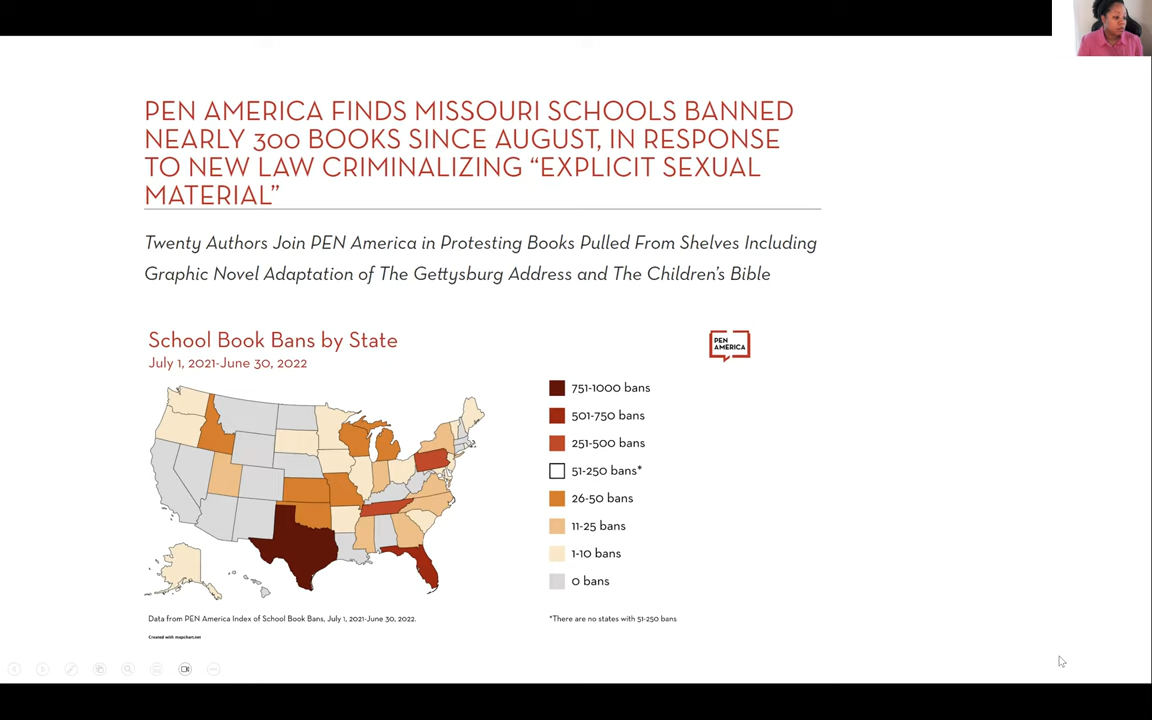 PEN AMERICA FINDS MISSOURI SCHOOLS BANNED
NEARLY 300 BOOKS SINCE AUGUST, IN RESPONSE
TO NEW LAW CRIMINALIZING “EXPLICIT SEXUAL
MATERIAL”
Twenty Authors Join PEN America in Protesting Books Pulled From Shelves Including
Graphic Novel Adaptation of The Gettysburg Address and The Children’s Bible
School Book Bans by State
July 1, 2021-June 30, 2022
PEN
AMERICA
751-1000 bans
501-750 bans
251-500 bans
51-250 bans*
26-50 bans
11-25 bans
1-10 bans
0 bans
Data from PEN America Index of School Book Bans, July 1, 2021-June 30, 2022.
*There are no states with 51-250 bans
Created with mapchart.net